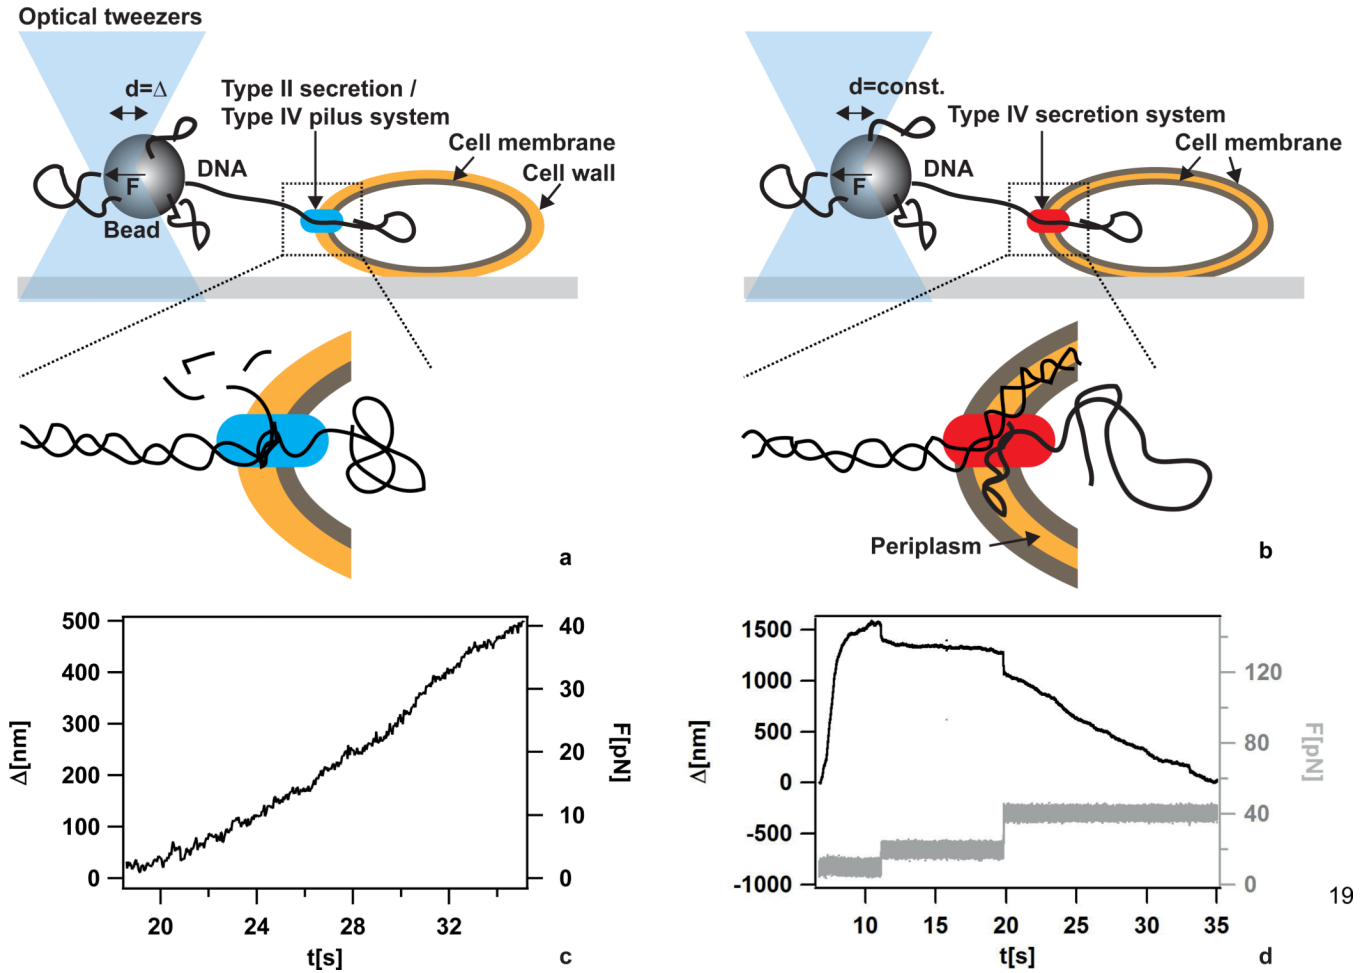 Optical tweezers
d=Δ
Type II secretion /
Type IV pilus system
Cell membrane
Cell wall
DNA
F
Bead
a
d=const.
Type IV secretion system
Cell membrane
DNA
F
Periplasm
b
Δ[nm]
500
400
300
200
100
0
F[pN]
40
30
20
10
0
20
24
28
32
t[s]
c
Δ[nm]
1500
1000
500
0
-500
-1000
F[pN]
120
80
40
0
10
15
20
25
30
35
t[s]
d
19